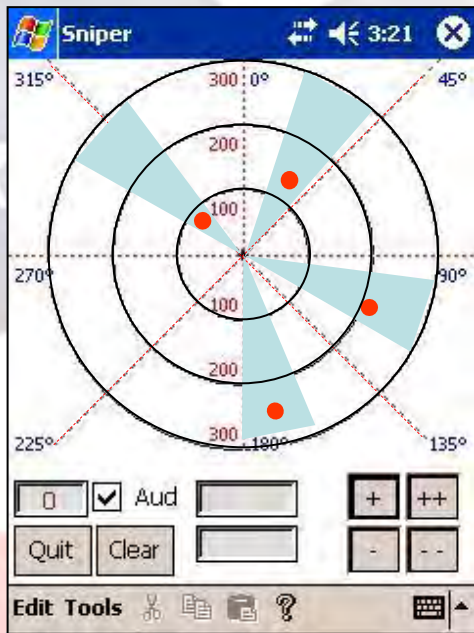 Sniper 3:21
315° 300 0° 45°
200
100
270° 90°
100
200
300
225° 180° 135°
0 Aud + ++
Quit Clear - - -
Edit Tools